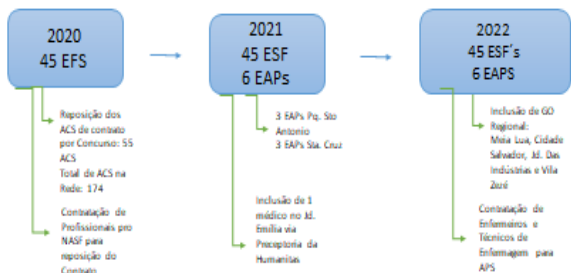 2020
45 EFS
Reposição dos
ACS de contrato
por Concurso: 55
ACS
Total de ACS na
Rede: 174
Contratação de
Profissionais pro
NASF para
reposição do
Contrato
2021
45 ESF
6 EAPs
3 EAPs Pq. Sto
Antonio
3 EAPs Sta. Cruz
Inclusão de 1
médico no Jd.
Emília via
Preceptoria da
Humanitas
2022
45 ESF´s
6 EAPS
Inclusão de GO
Regional:
Meia Lua, Cidade
Salvador, Jd. Das
Indústrias e Vila
Zezé
Contratação de
Enfermeiros e
Técnicos de
Enfermagem para
APS